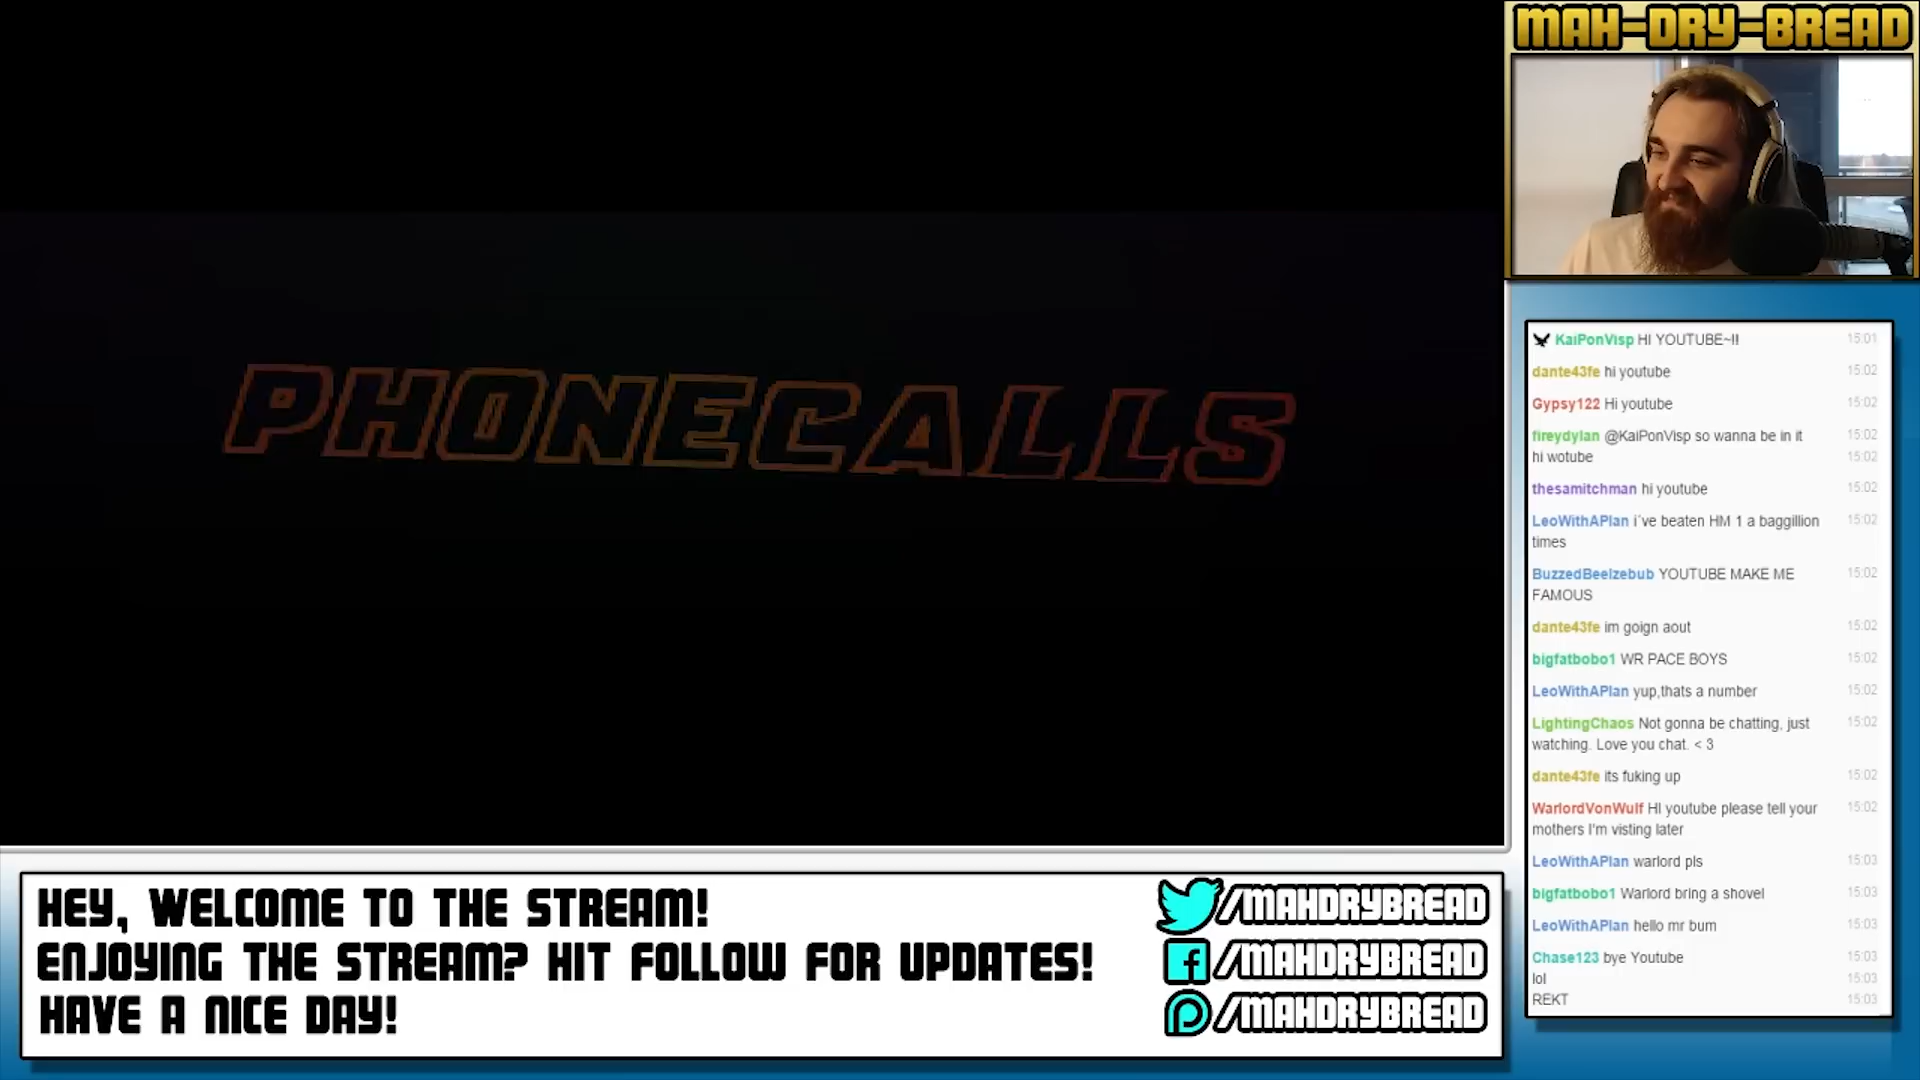 MAH-DRY-BREAD
PHONECALLS
KaiPonVisp HI YOUTUBE~!! 15:01
dante43fe hi youtube 15:02
Gypsy122 Hi youtube 15:02
fireydylan @KaiPonVisp so wanna be in it 15:02
hi wotube 15:02
thesamitchman hi youtube 15:02
LeoWithAPlan i´ve beaten HM 1 a baggillion 15:02
times
BuzzedBeelzebub YOUTUBE MAKE ME 15:02
FAMOUS
dante43fe im goign aout 15:02
bigfatbobo1 WR PACE BOYS 15:02
LeoWithAPlan yup,thats a number 15:02
LightingChaos Not gonna be chatting, just 15:02
watching. Love you chat. < 3
dante43fe its fuking up 15:02
WarlordVonWulf HI youtube please tell your 15:02
mothers I'm visting later
LeoWithAPlan warlord pls 15:03
bigfatbobo1 Warlord bring a shovel 15:03
LeoWithAPlan hello mr bum 15:03
Chase123 bye Youtube 15:03
lol 15:03
REKT 15:03
HEY, WELCOME TO THE STREAM!
ENJOYING THE STREAM? HIT FOLLOW FOR UPDATES!
HAVE A NICE DAY!
/MAHDRYBREAD
/MAHDRYBREAD
/MAHDRYBREAD